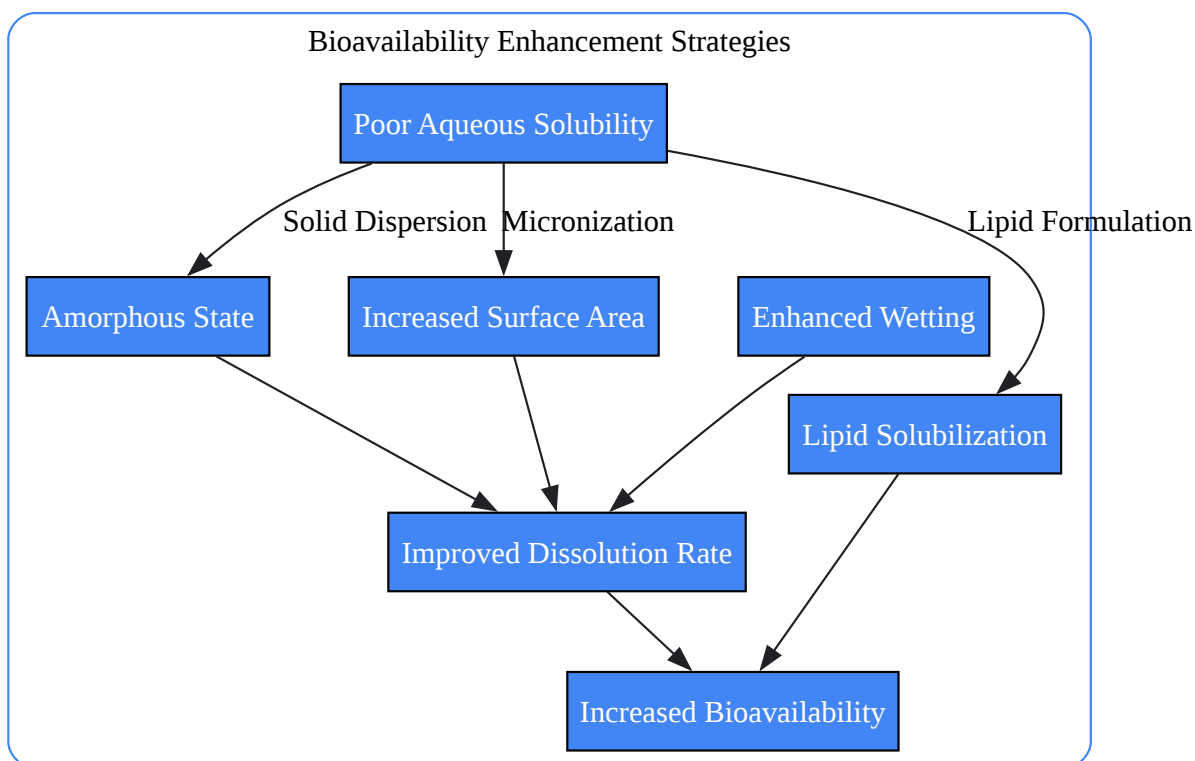 Bioavailability Enhancement Strategies
Poor Aqueous Solubility
Solid Dispersion
Micronization
Lipid Formulation
Amorphous State
Increased Surface Area
Enhanced Wetting
Lipid Solubilization
Improved Dissolution Rate
Increased Bioavailability